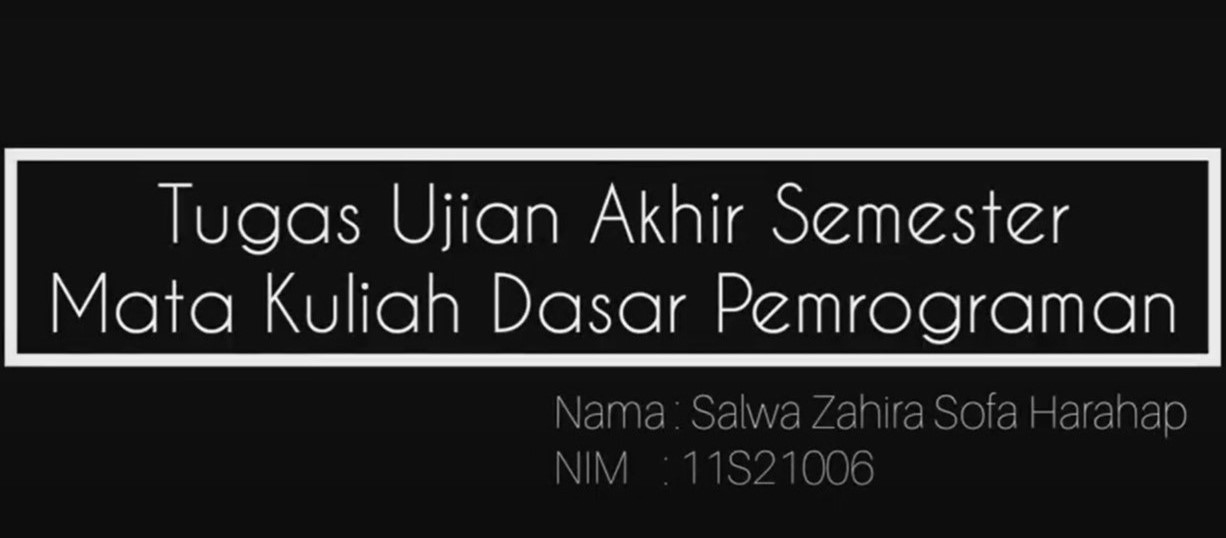 Tugas Ujian Akhir Semester
Mata Kuliah Dasar Pemrograman
Nama : Salwa Zahira Sofa Harahap
NIM : 11S21006